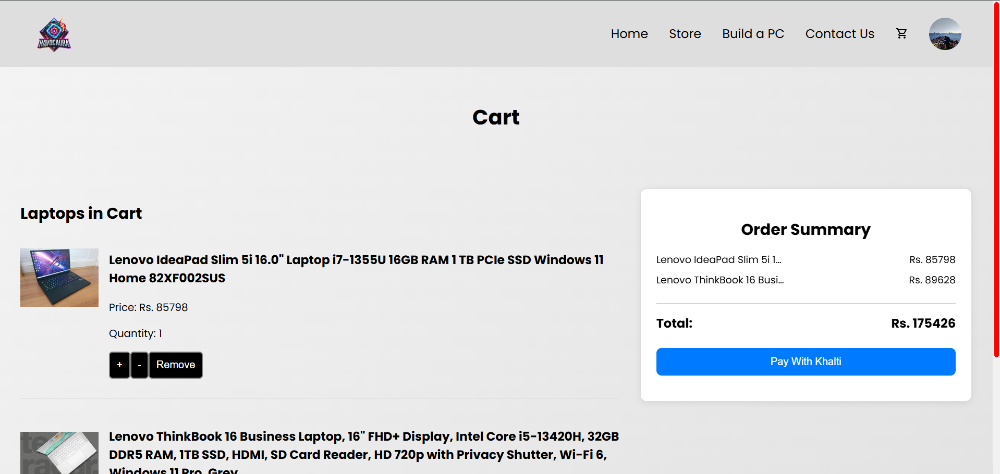 HAVOCAURA
Home
Store
Build a PC
Contact Us
Cart
Laptops in Cart
Lenovo IdeaPad Slim 5i 16.0" Laptop i7-1355U 16GB RAM 1 TB PCIe SSD Windows 11
Home 82XF002SUS
Price: Rs. 85798
Quantity: 1
+
-
Remove
Lenovo ThinkBook 16 Business Laptop, 16" FHD+ Display, Intel Core i5-13420H, 32GB
DDR5 RAM, 1TB SSD, HDMI, SD Card Reader, HD 720p with Privacy Shutter, Wi-Fi 6,
Windows 11 Pro, Grey
Order Summary
Lenovo IdeaPad Slim 5i 1... Rs. 85798
Lenovo ThinkBook 16 Busi... Rs. 89628
Total: Rs. 175426
Pay With Khalti